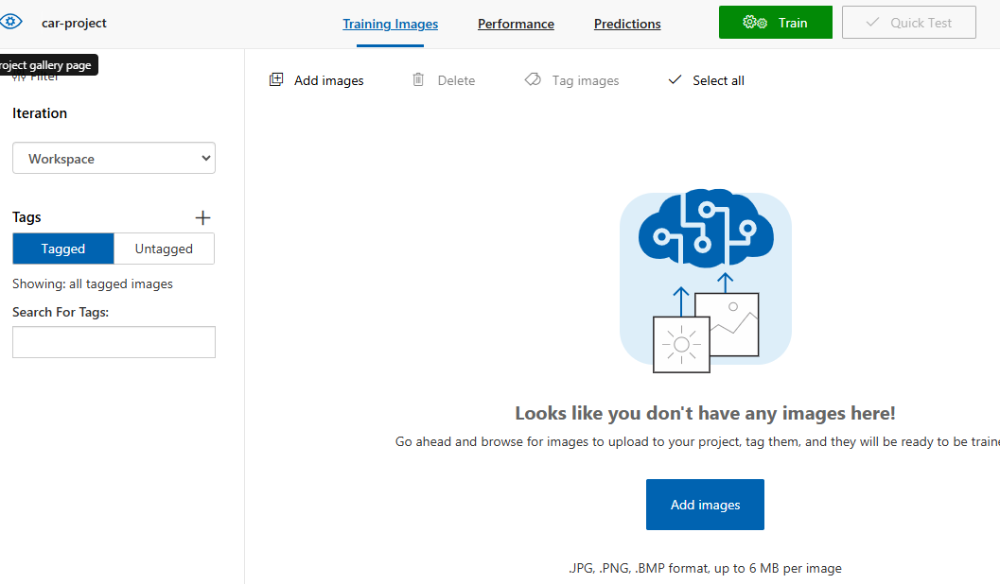 car-project
Training Images
Performance
Predictions
Train
Quick Test
roject gallery page
Filter
Add images
Delete
Tag images
Select all
Iteration
Workspace
Tags
Tagged
Untagged
Showing: all tagged images
Search For Tags:
Looks like you don't have any images here!
Go ahead and browse for images to upload to your project, tag them, and they will be ready to be traine
Add images
.JPG, .PNG, .BMP format, up to 6 MB per image